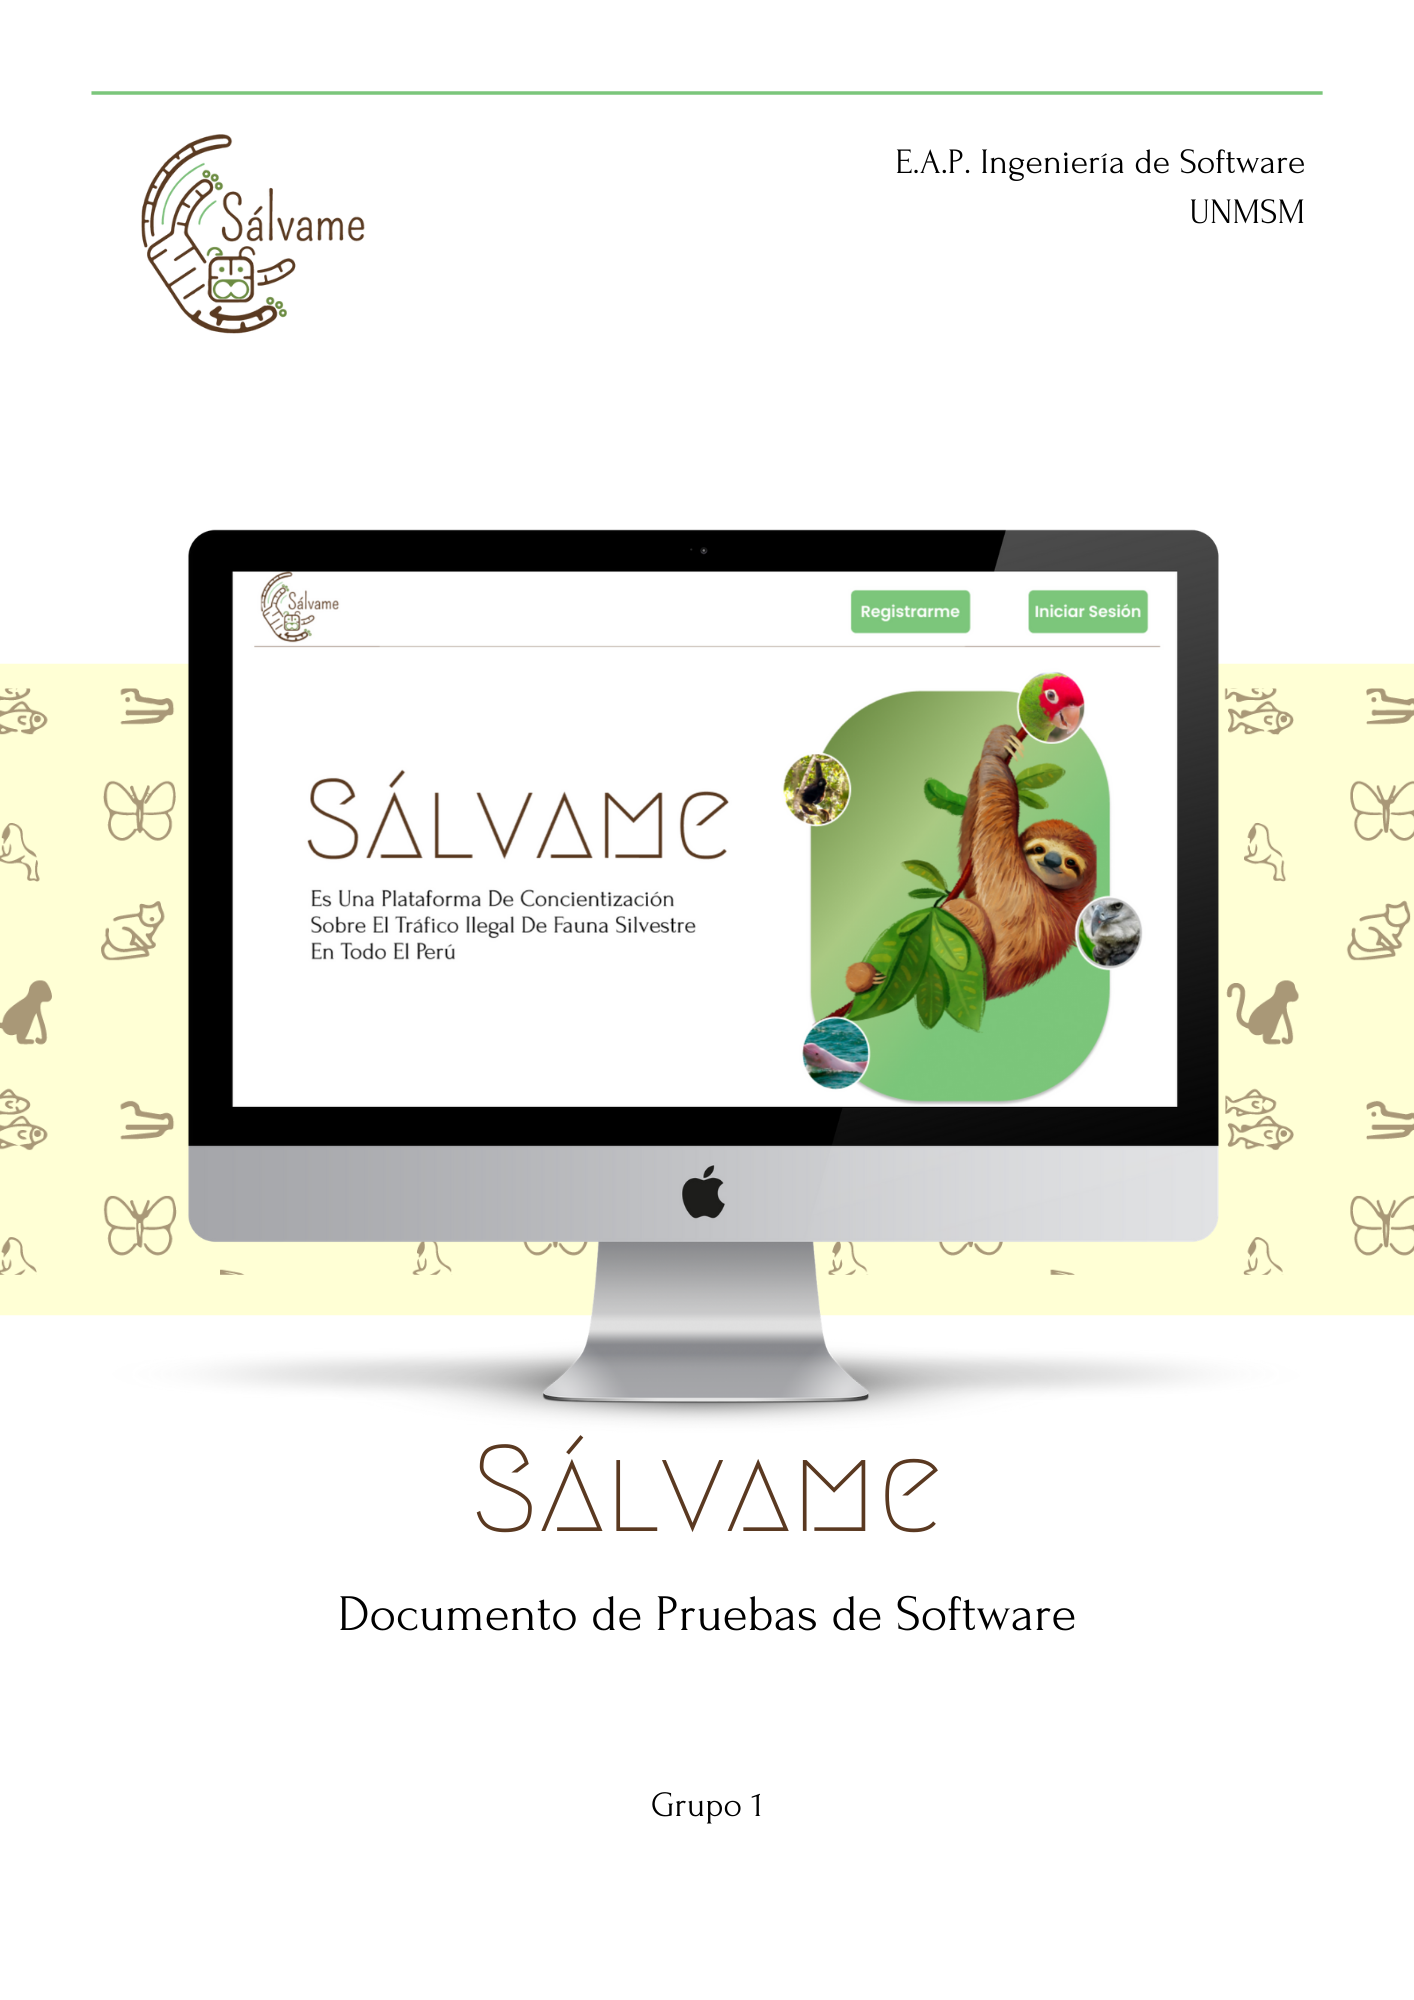 Sálvame
E.A.P. Ingeniería de Software
UNMSM
Sálvame
Registrarme
Iniciar Sesión
SÁLVAME
Es Una Plataforma De Concientización
Sobre El Tráfico Ilegal De Fauna Silvestre
En Todo El Perú
SÁLVAME
Documento de Pruebas de Software
Grupo 1